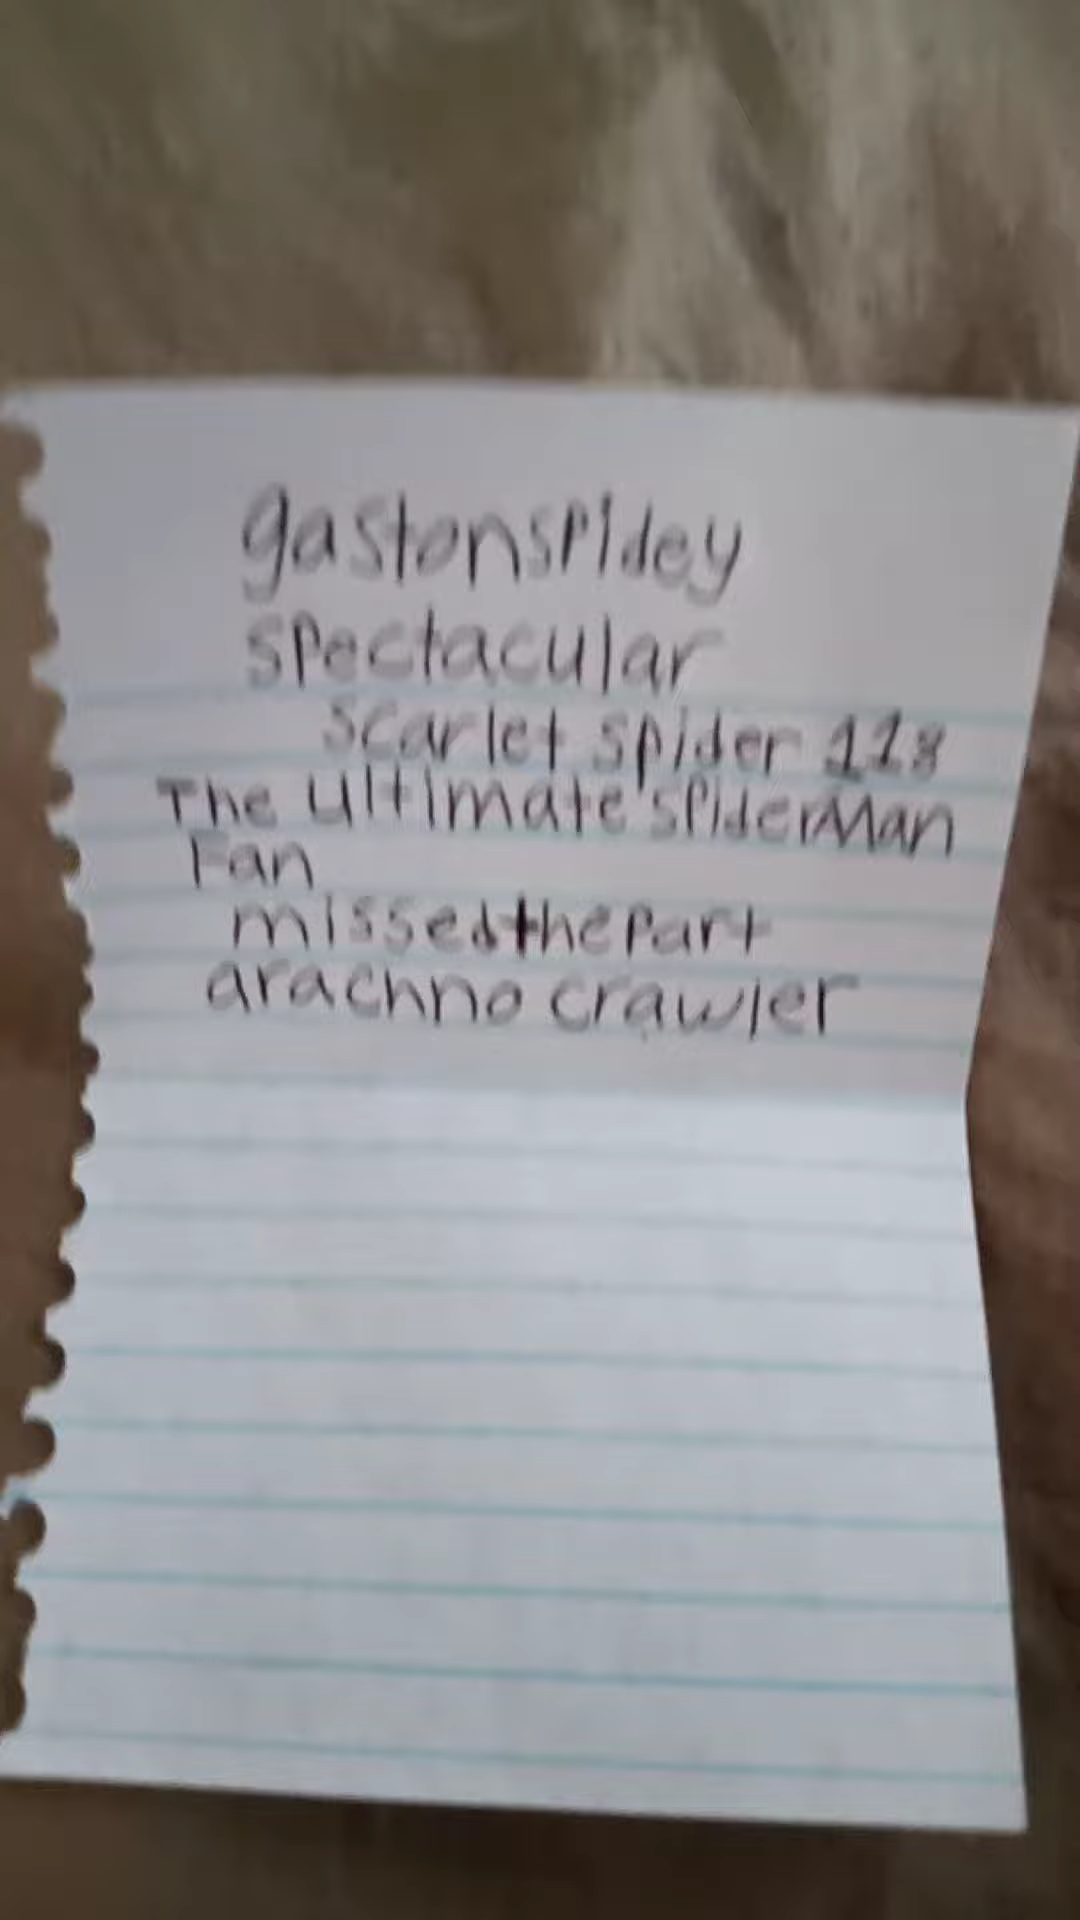 gastonspidey
spectacular
scarlet spider 118
The ultimate spiderMan
Fan
missedthepart
arachno crawler